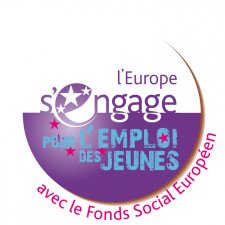 l'Europe
s'engage
POUR L'EMPLOI
DES JEUNES
avec le Fonds Social Européen